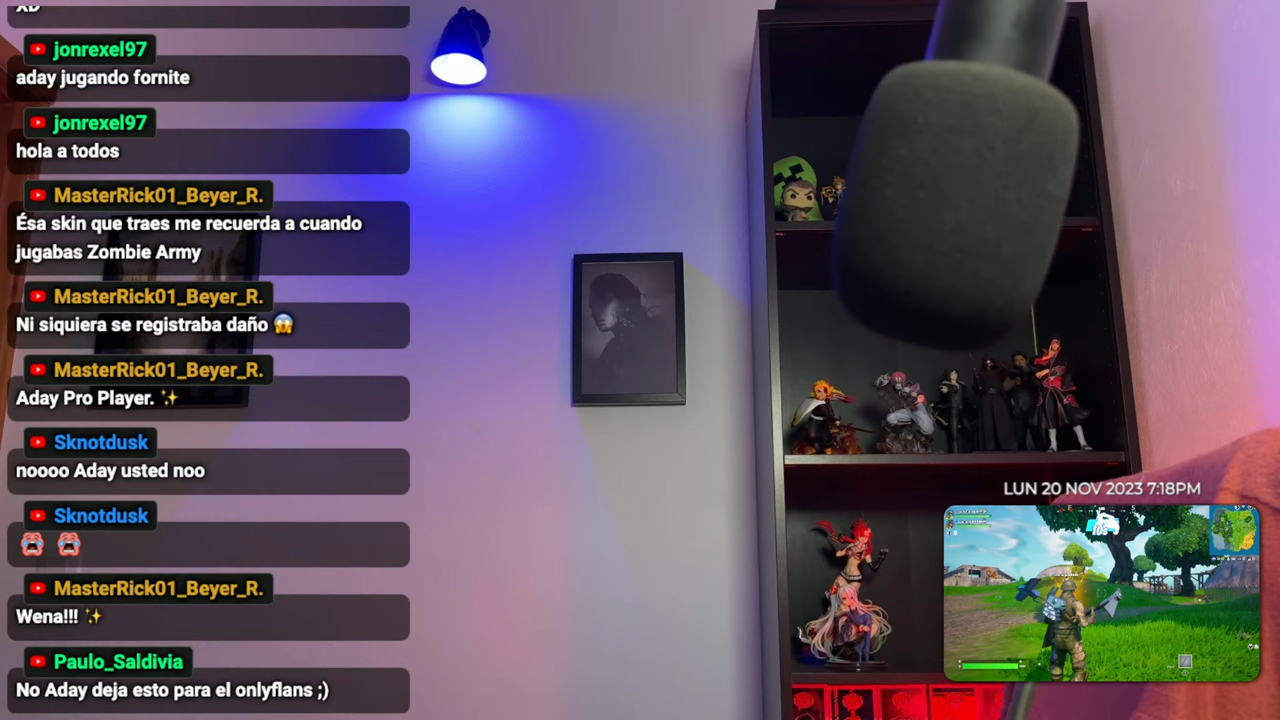 XD
jonrexel97
aday jugando fornite
jonrexel97
hola a todos
MasterRick01_Beyer_R.
Ésa skin que traes me recuerda a cuando
jugabas Zombie Army
MasterRick01_Beyer_R.
Ni siquiera se registraba daño 😱
MasterRick01_Beyer_R.
Aday Pro Player. ✨
Sknotdusk
noooo Aday usted noo
Sknotdusk
😭 😭
MasterRick01_Beyer_R.
Wena!!! ✨
Paulo_Saldivia
No Aday deja esto para el onlyflans ;)
LUN 20 NOV 2023 7:18PM
10s